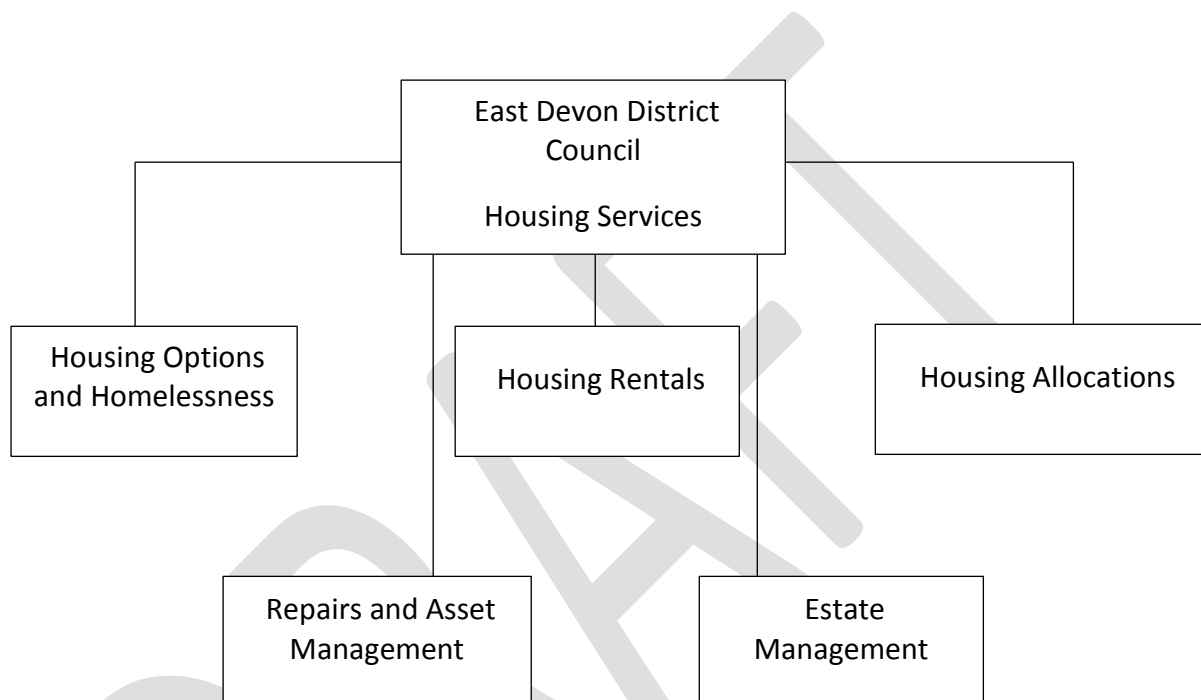 East Devon District
Council
Housing Services
Housing Options
and Homelessness
Housing Rentals
Housing Allocations
Repairs and Asset
Management
Estate
Management
DRAFT